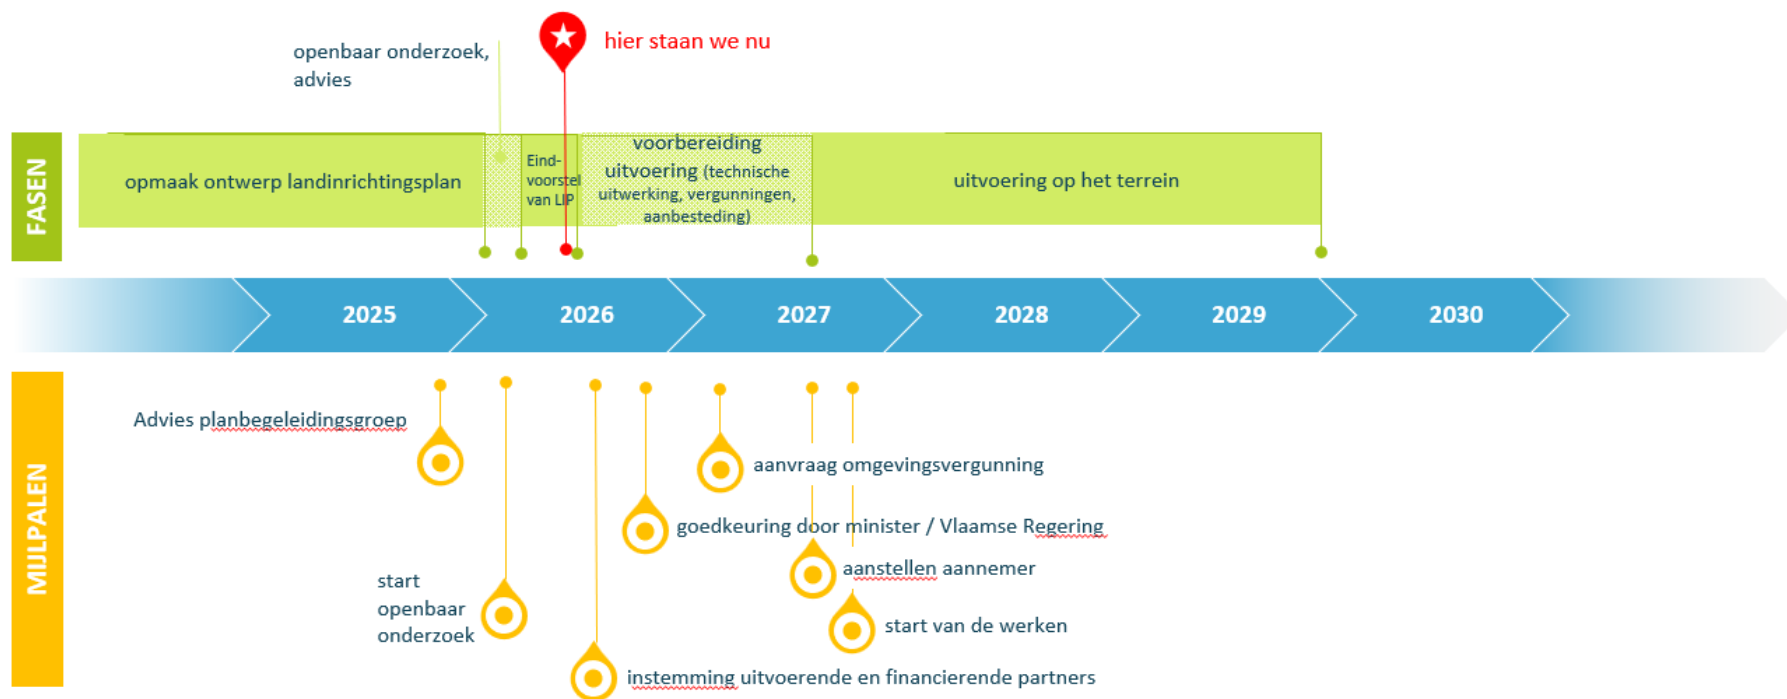 hier staan we nu
openbaar onderzoek,
advies
FASEN
opmaak ontwerp landinrichtingsplan
Eind-
voorstel
van LIP
voorbereiding
uitvoering (technische
uitwerking, vergunningen,
aanbesteding)
uitvoering op het terrein
2025
2026
2027
2028
2029
2030
MIJLPALEN
Advies planbegeleidingsgroep
aanvraag omgevingsvergunning
goedkeuring door minister / Vlaamse Regering
aanstellen aannemer
start
openbaar
onderzoek
start van de werken
instemming uitvoerende en financierende partners